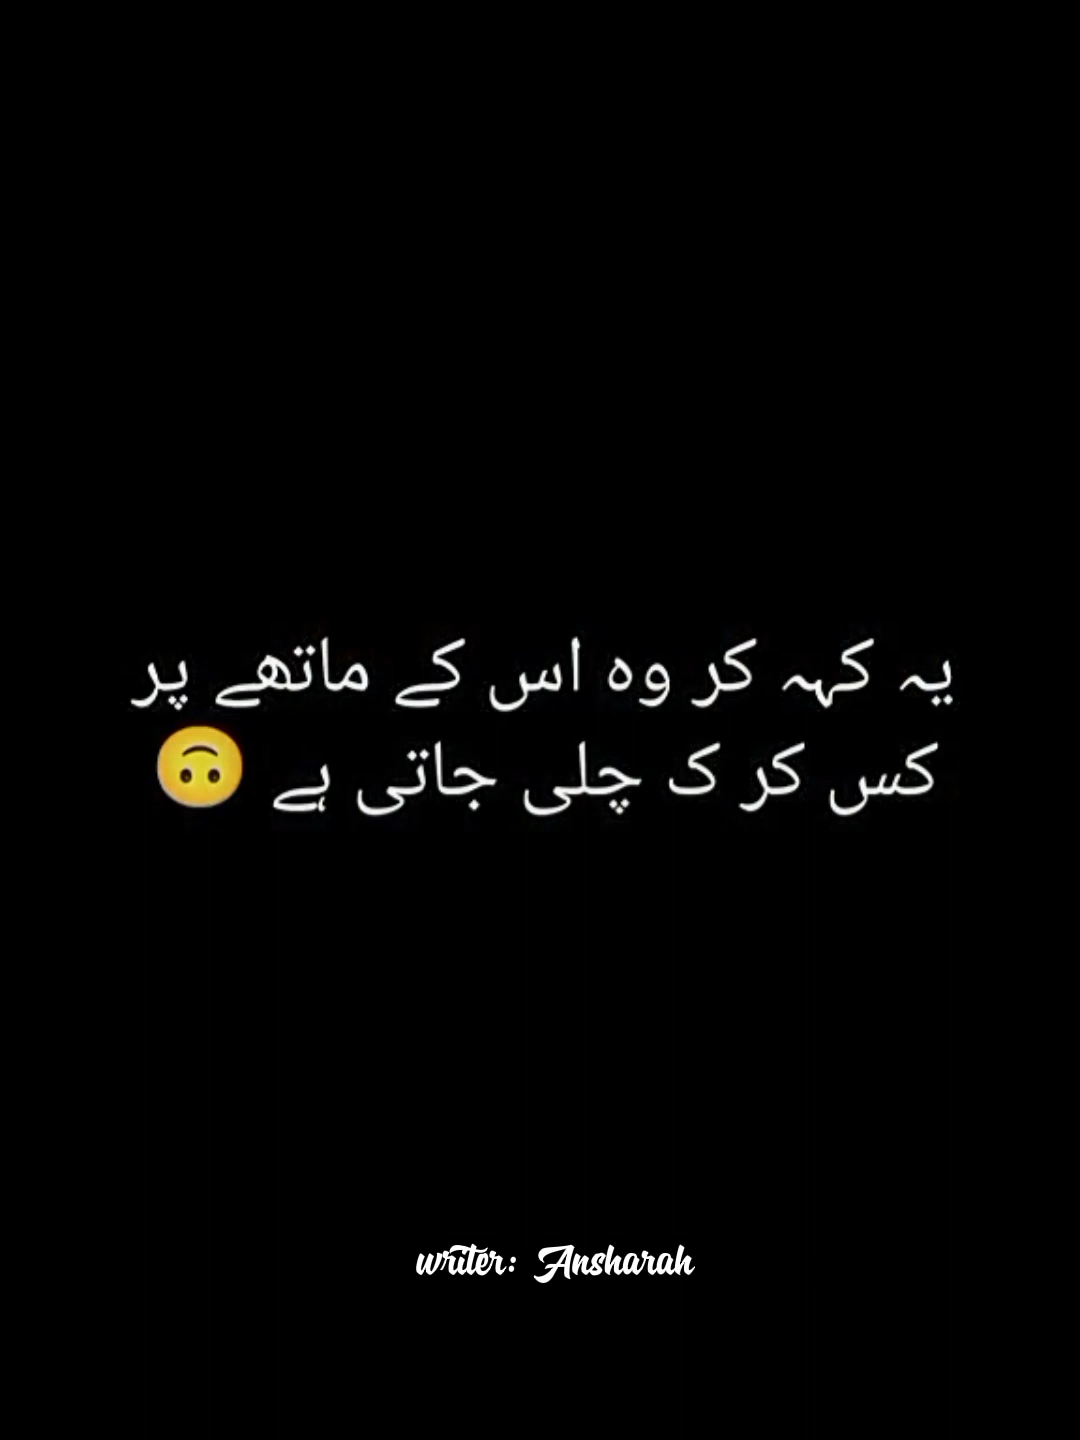 یہ کہہ کر وہ اس کے ماتھے پر
کس کر ک چلی جاتی ہے 🙃
writer: Ansharah